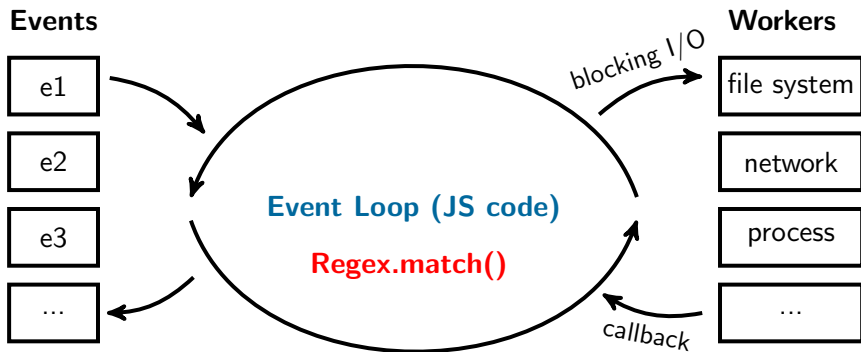 Events
e1
e2
e3
...
Event Loop (JS code)
Regex.match()
blocking I/O
callback
Workers
file system
network
process
...